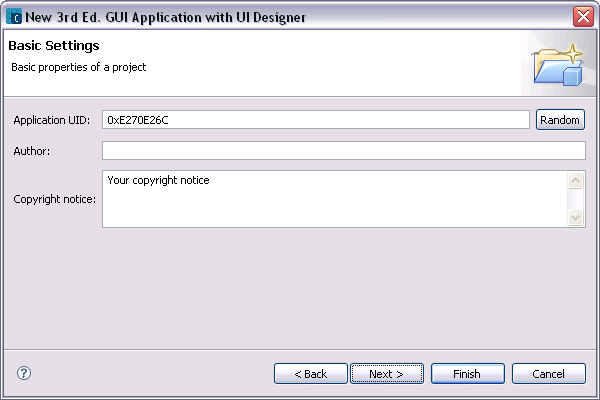 New 3rd Ed. GUI Application with UI Designer
Basic Settings
Basic properties of a project
Application UID: 0xE270E26C Random
Author:
Copyright notice: Your copyright notice
? < Back Next > Finish Cancel